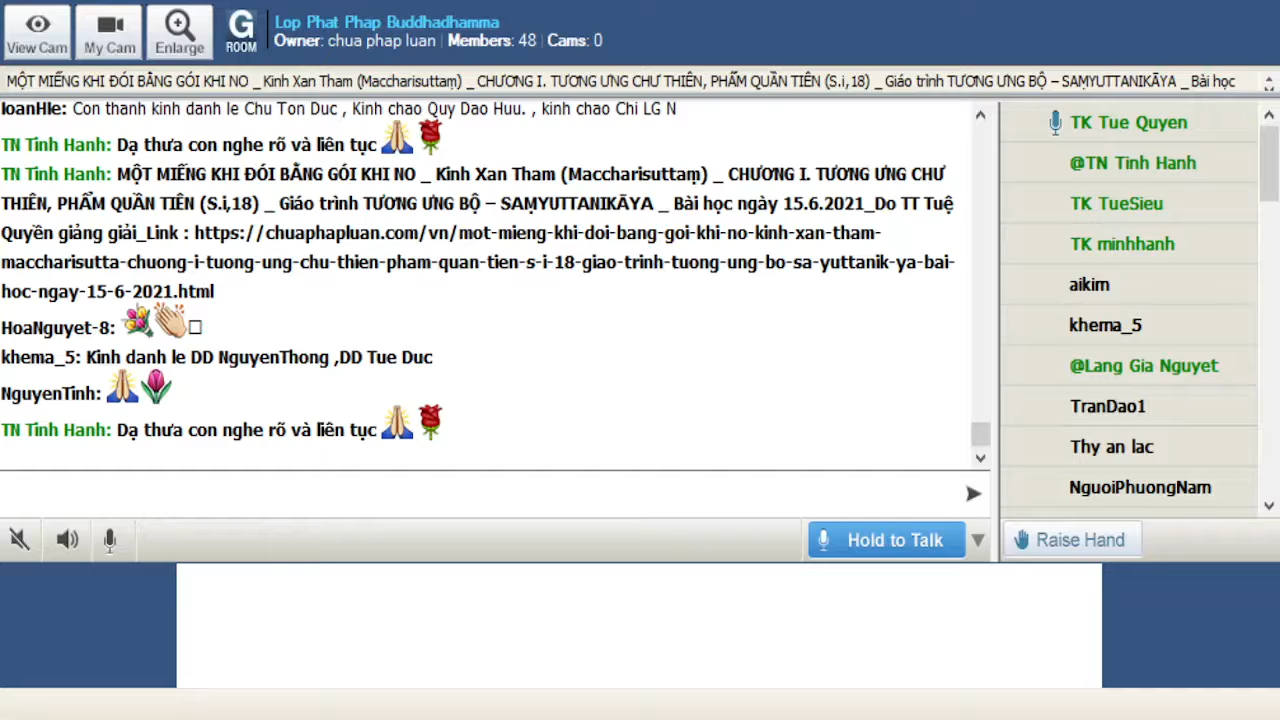 View Cam
My Cam
Enlarge
G
ROOM
Lop Phat Phap Buddhadhamma
Owner: chua phap luan | Members: 48 | Cams: 0
MỘT MIẾNG KHI ĐÓI BẰNG GÓI KHI NO _ Kinh Xan Tham (Maccharisuttaṃ) _ CHƯƠNG I. TƯƠNG ƯNG CHƯ THIÊN, PHẨM QUẦN TIÊN (S.i,18) _ Giáo trình TƯƠNG ƯNG BỘ – SAṂYUTTANIKĀYA _ Bài học
loanHle: Con thanh kinh danh le Chu Ton Duc , Kinh chao Quy Dao Huu. , kinh chao Chi LG N
TN Tinh Hanh: Dạ thưa con nghe rõ và liên tục
TN Tinh Hanh: MỘT MIẾNG KHI ĐÓI BẰNG GÓI KHI NO _ Kinh Xan Tham (Maccharisuttaṃ) _ CHƯƠNG I. TƯƠNG ƯNG CHƯ
THIÊN, PHẨM QUẦN TIÊN (S.i,18) _ Giáo trình TƯƠNG ƯNG BỘ – SAṂYUTTANIKĀYA _ Bài học ngày 15.6.2021_Do TT Tuệ
Quyền giảng giải_Link : https://chuaphapluan.com/vn/mot-mieng-khi-doi-bang-goi-khi-no-kinh-xan-tham-
maccharisutta-chuong-i-tuong-ung-chu-thien-pham-quan-tien-s-i-18-giao-trinh-tuong-ung-bo-sa-yuttanik-ya-bai-
hoc-ngay-15-6-2021.html
HoaNguyet-8:
khema_5: Kinh danh le DD NguyenThong ,DD Tue Duc
NguyenTinh:
TN Tinh Hanh: Dạ thưa con nghe rõ và liên tục
TK Tue Quyen
@TN Tinh Hanh
TK TueSieu
TK minhhanh
aikim
khema_5
@Lang Gia Nguyet
TranDao1
Thy an lac
NguoiPhuongNam
Hold to Talk
Raise Hand